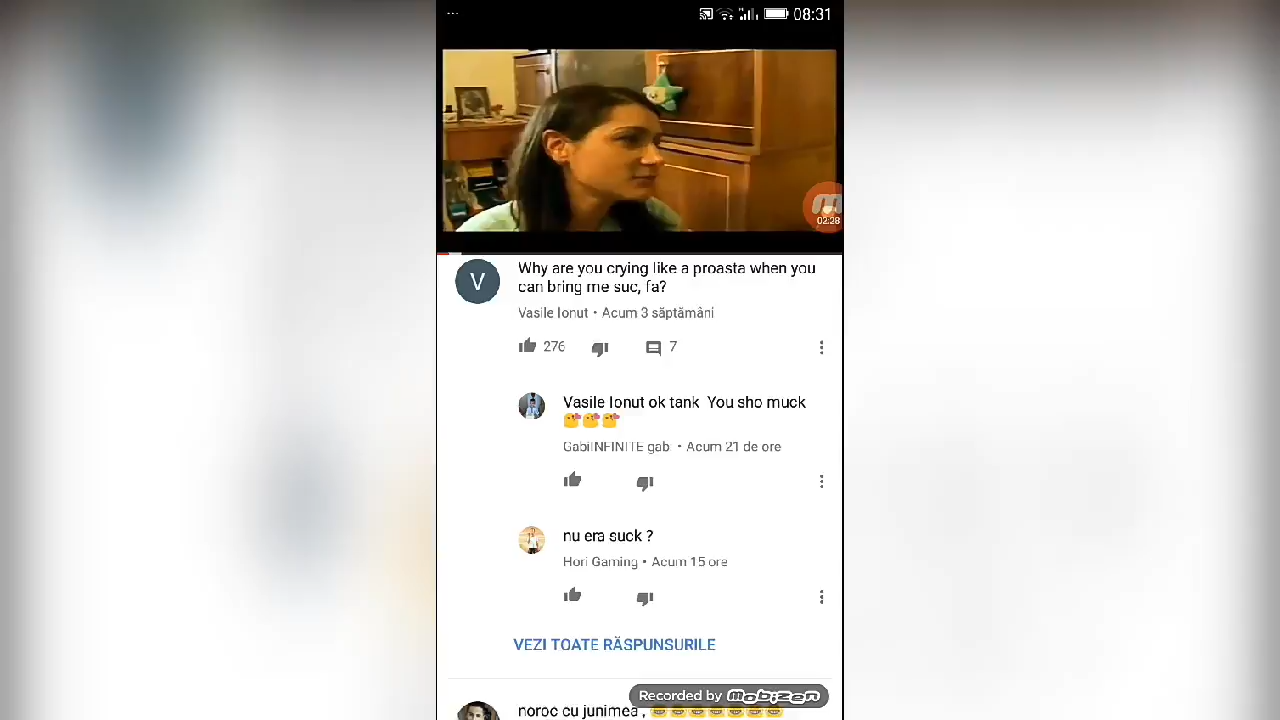 08:31
02:28
V
Why are you crying like a proasta when you
can bring me suc, fa?
Vasile Ionut • Acum 3 săptămâni
276
7
Vasile Ionut ok tank You sho muck
😘😘😘
GabiINFINITE gab • Acum 21 de ore
nu era suck ?
Hori Gaming • Acum 15 ore
VEZI TOATE RĂSPUNSURILE
Recorded by mobizen
noroc cu junimea , 😂😂😂😂😂😂😂